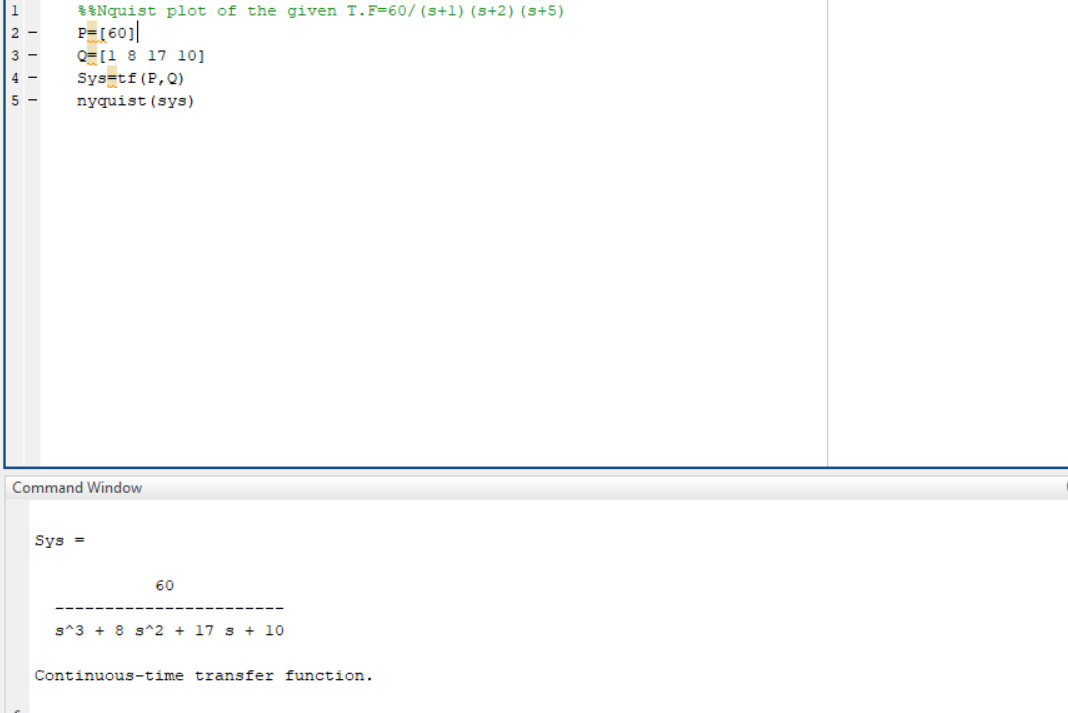 1 %%Nquist plot of the given T.F=60/(s+1)(s+2)(s+5)
2 - P=[60]
3 - Q=[1 8 17 10]
4 - Sys=tf(P,Q)
5 - nyquist(sys)
Command Window
Sys =
60
-----------------------
s^3 + 8 s^2 + 17 s + 10
Continuous-time transfer function.